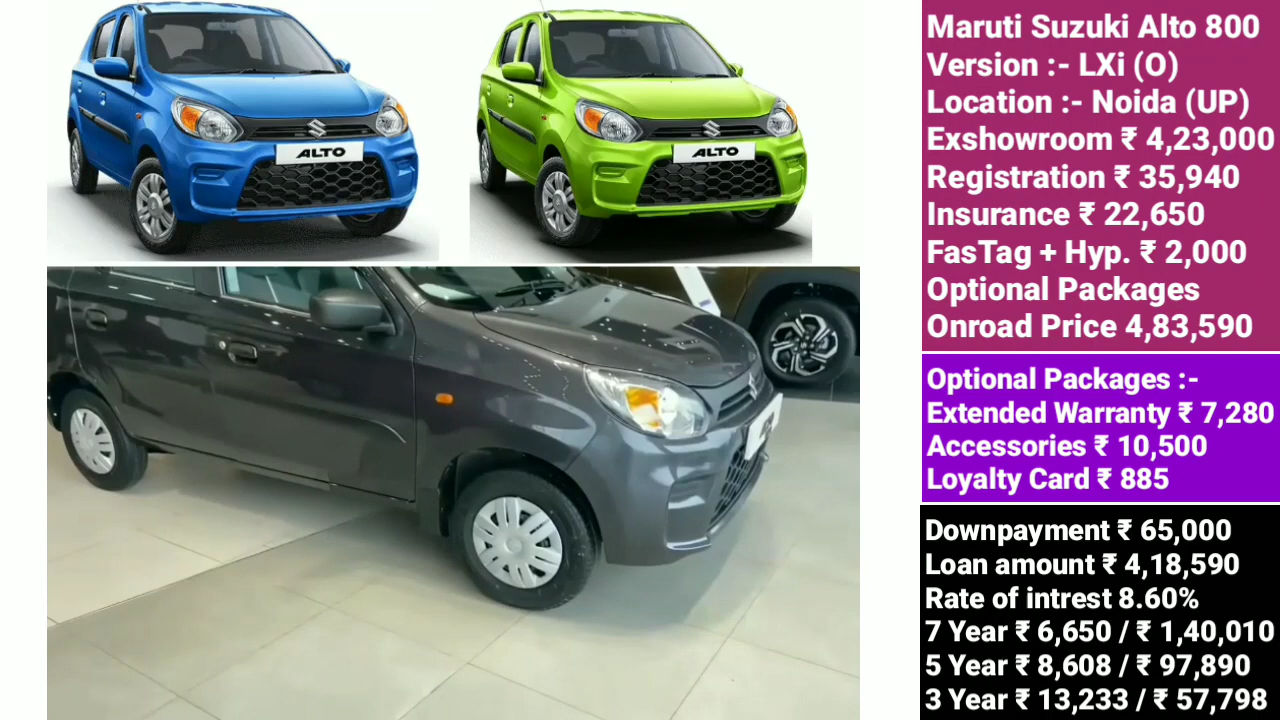 ALTO
ALTO
Maruti Suzuki Alto 800
Version :- LXi (O)
Location :- Noida (UP)
Exshowroom ₹ 4,23,000
Registration ₹ 35,940
Insurance ₹ 22,650
FasTag + Hyp. ₹ 2,000
Optional Packages
Onroad Price 4,83,590
Optional Packages :-
Extended Warranty ₹ 7,280
Accessories ₹ 10,500
Loyalty Card ₹ 885
Downpayment ₹ 65,000
Loan amount ₹ 4,18,590
Rate of intrest 8.60%
7 Year ₹ 6,650 / ₹ 1,40,010
5 Year ₹ 8,608 / ₹ 97,890
3 Year ₹ 13,233 / ₹ 57,798